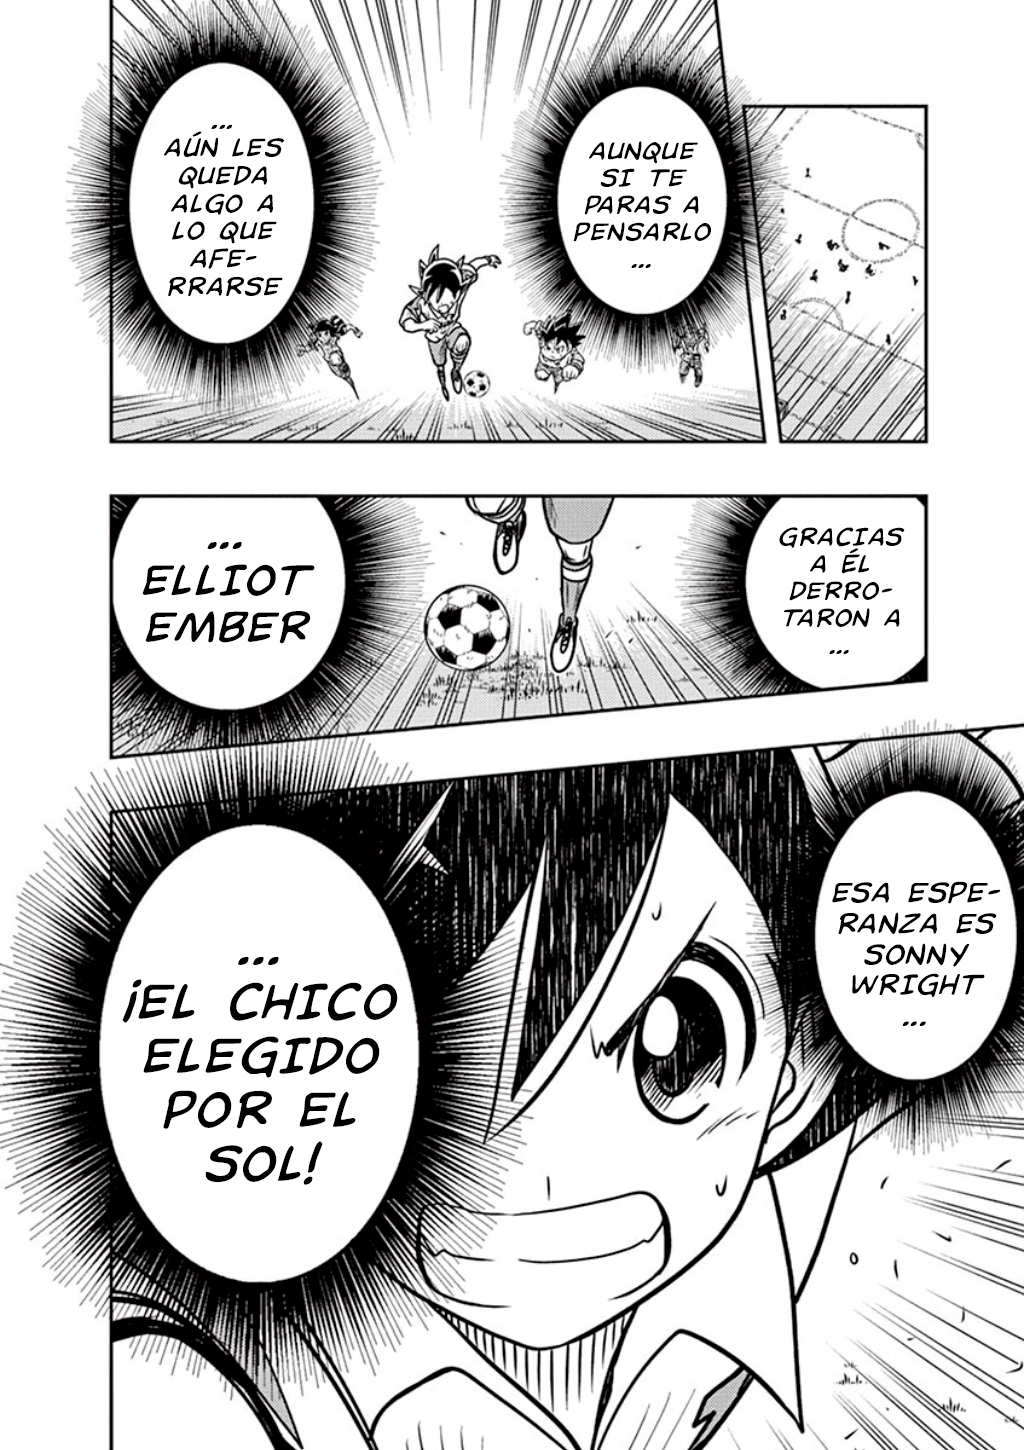 AUNQUE
SI TE
PARAS A
PENSARLO
...
...
AÚN LES
QUEDA
ALGO A
LO QUE
AFE-
RRARSE
GRACIAS
A ÉL
DERRO-
TARON A
...
...
ELLIOT
EMBER
ESA ESPE-
RANZA ES
SONNY
WRIGHT
...
...
¡EL CHICO
ELEGIDO
POR EL
SOL!